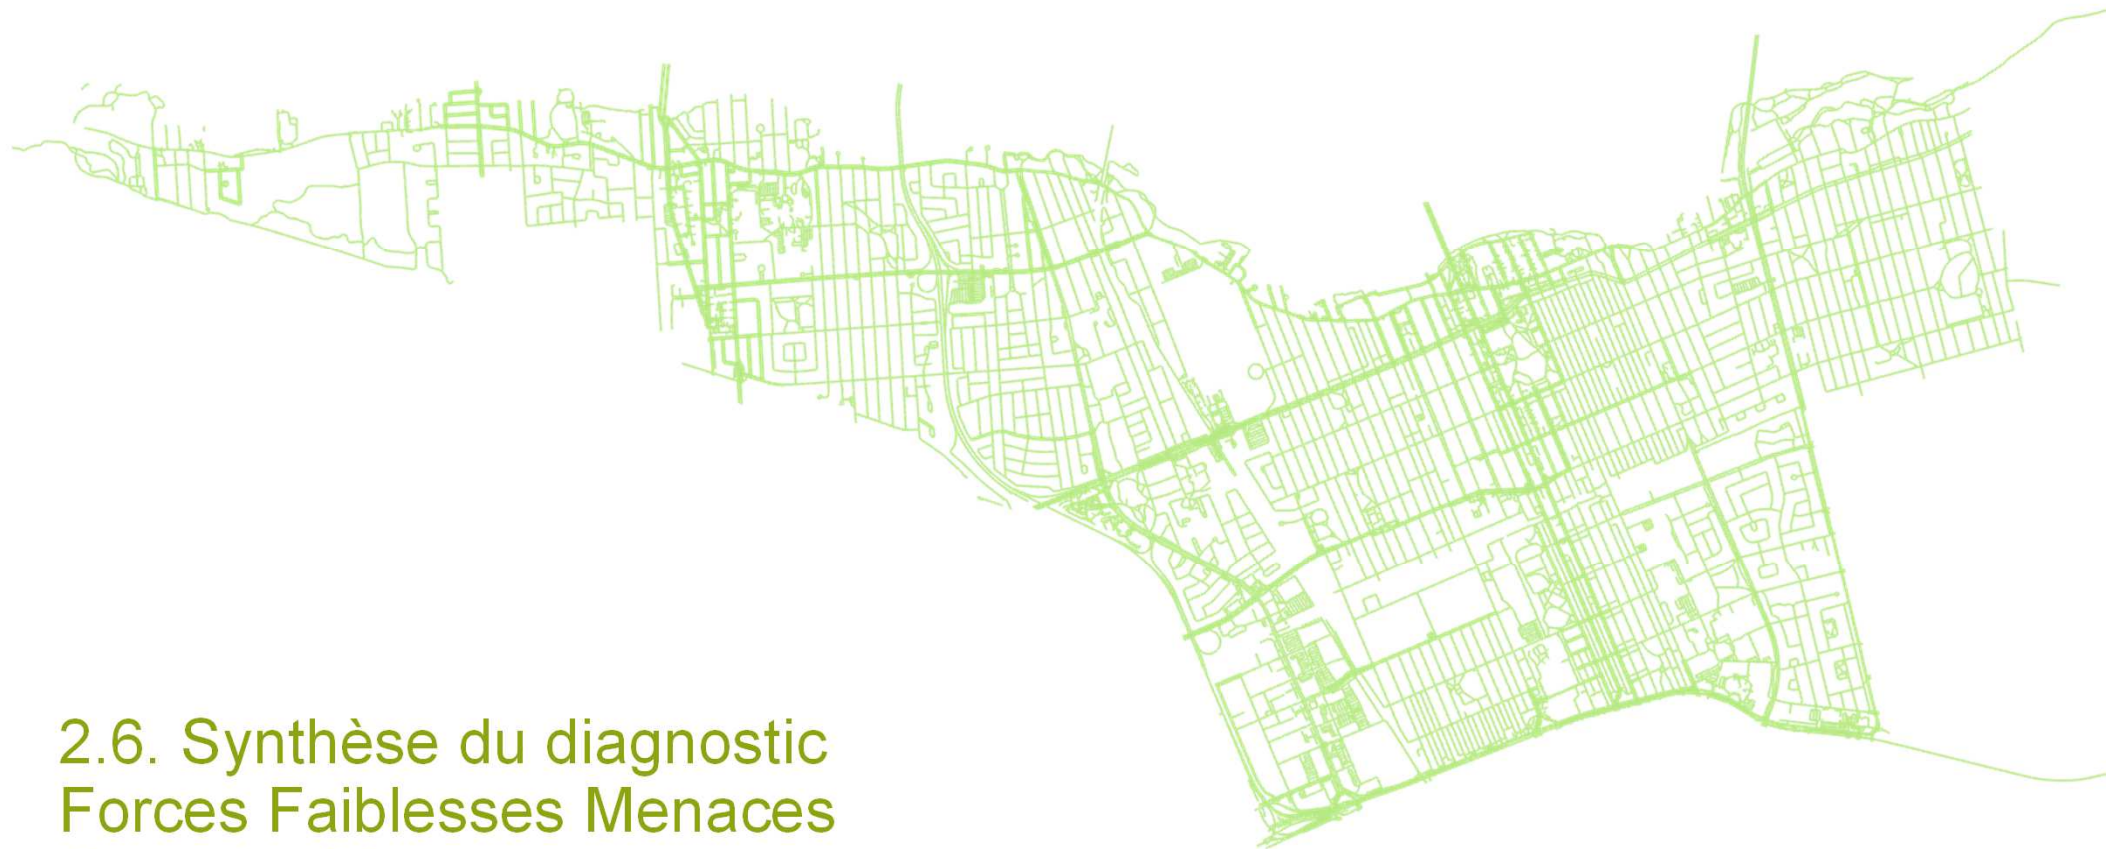 2.6. Synthèse du diagnostic
Forces Faiblesses Menaces